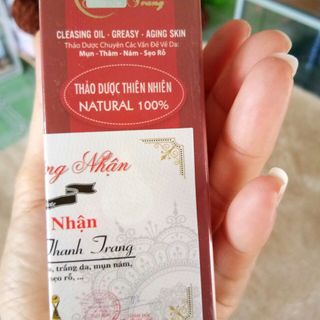 Trang
CLEASING OIL - GREASY - AGING SKIN
Thảo Dược Chuyên Các Vấn Đề Về Da:
Mụn - Thâm - Nám - Sẹo Rỗ
THẢO DƯỢC THIÊN NHIÊN
NATURAL 100%
ng Nhận
Nhận
Thanh Trang
, trắng da, mụn nám,
sẹo rỗ, ...